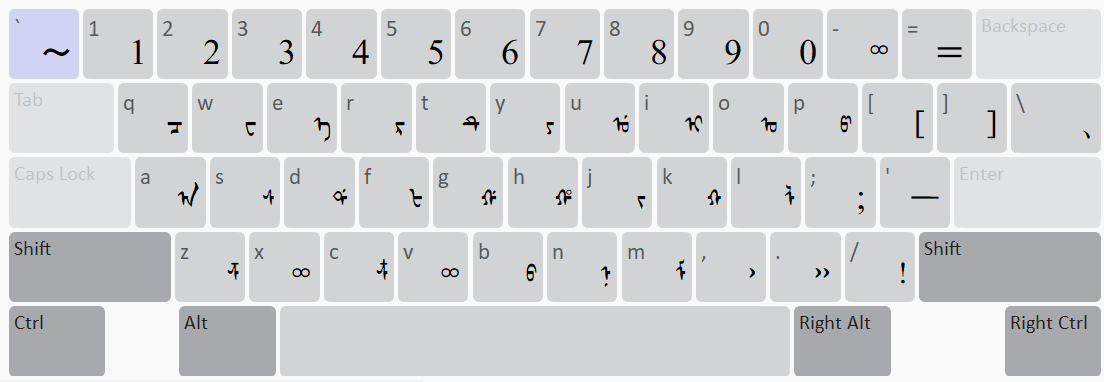 ` ~ 1 1 2 2 3 3 4 4 5 5 6 6 7 7 8 8 9 9 0 0 - ∞ = = Backspace
Tab q ᠴ w ᠸ e ᡝ r ᡵ t ᡨ y ᠶ u ᡠ i ᡳ o ᠣ p ᡦ [ [ ] ] \ 、
Caps Lock a ᠠ s ᠰ d ᡩ f ᡶ g ᡤ h ᡥ j ᠵ k ᡴ l ᠯ ; ; ' — Enter
Shift z ᡯ x ∞ c ᡮ v ∞ b ᠪ n ᠨ m ᠮ , › . ›› / ! Shift
Ctrl Alt Right Alt Right Ctrl